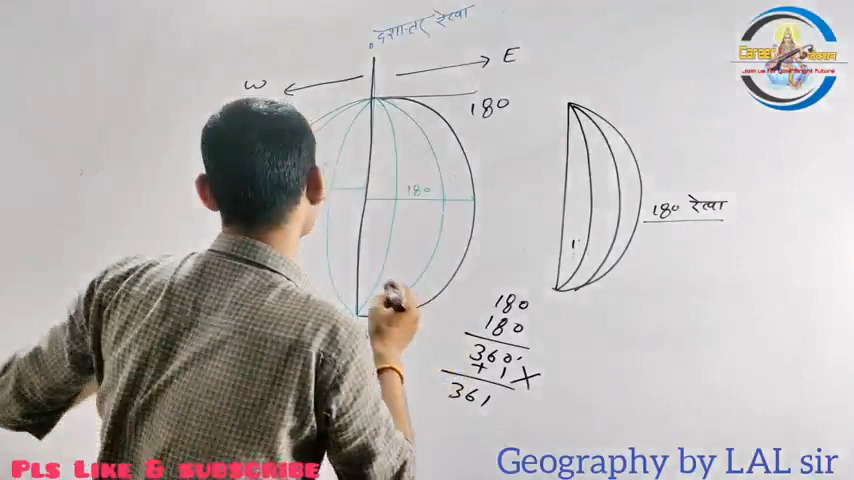 देशान्तर रेखा
W
E
180
180
180 रेखा
1
180
180
360
+ 1 X
361
Career
Join us for your bright future
Pls Like & subscribe
Geography by LAL sir